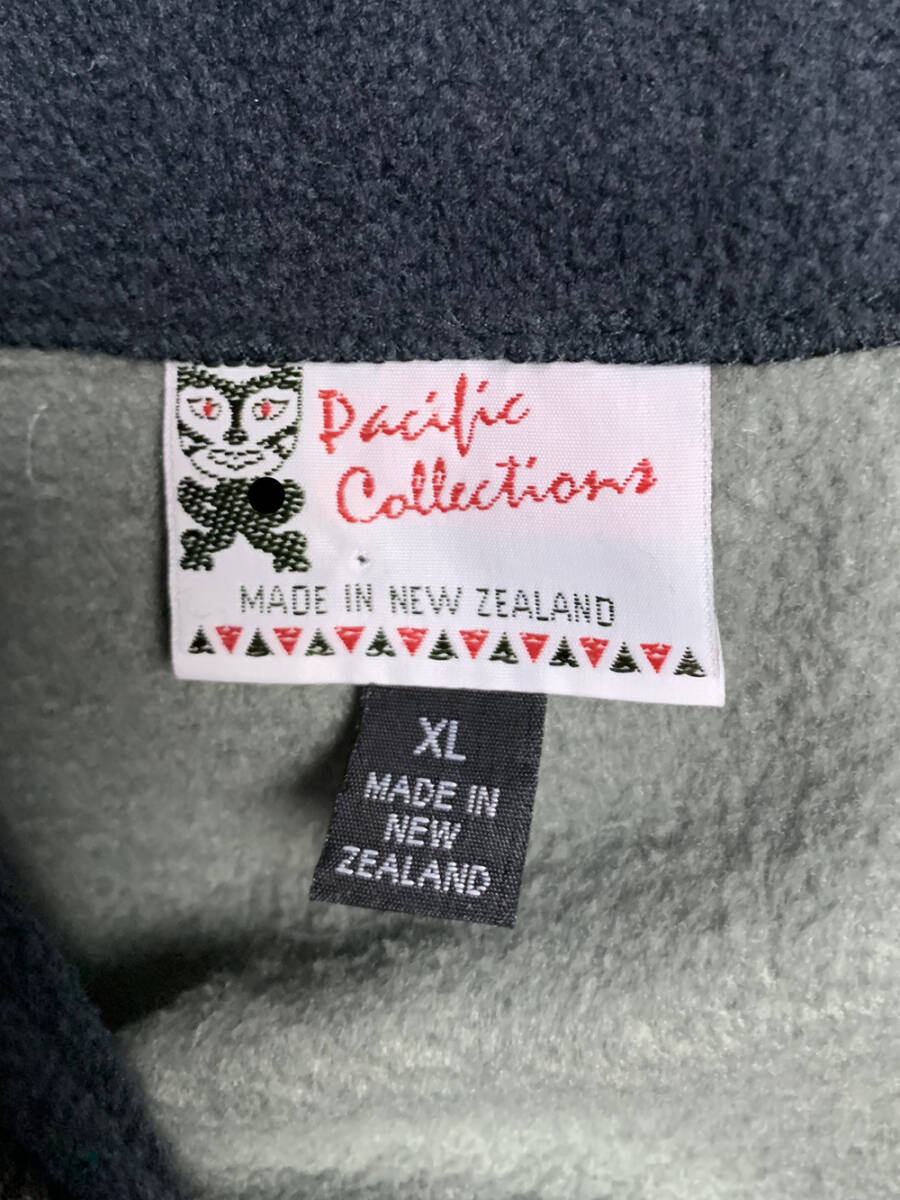 Pacific
Collections
MADE IN NEW ZEALAND
XL
MADE IN
NEW
ZEALAND